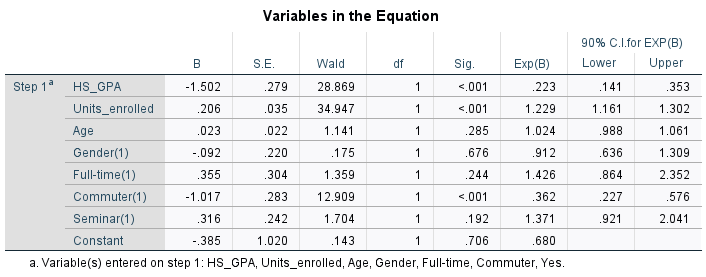 Variables in the Equation
90% C.I.for EXP(B)
B S.E. Wald df Sig. Exp(B) Lower Upper
Step 1a HS_GPA -1.502 .279 28.869 1 <.001 .223 .141 .353
Units_enrolled .206 .035 34.947 1 <.001 1.229 1.161 1.302
Age .023 .022 1.141 1 .285 1.024 .988 1.061
Gender(1) -.092 .220 .175 1 .676 .912 .636 1.309
Full-time(1) .355 .304 1.359 1 .244 1.426 .864 2.352
Commuter(1) -1.017 .283 12.909 1 <.001 .362 .227 .576
Seminar(1) .316 .242 1.704 1 .192 1.371 .921 2.041
Constant -.385 1.020 .143 1 .706 .680
a. Variable(s) entered on step 1: HS_GPA, Units_enrolled, Age, Gender, Full-time, Commuter, Yes.